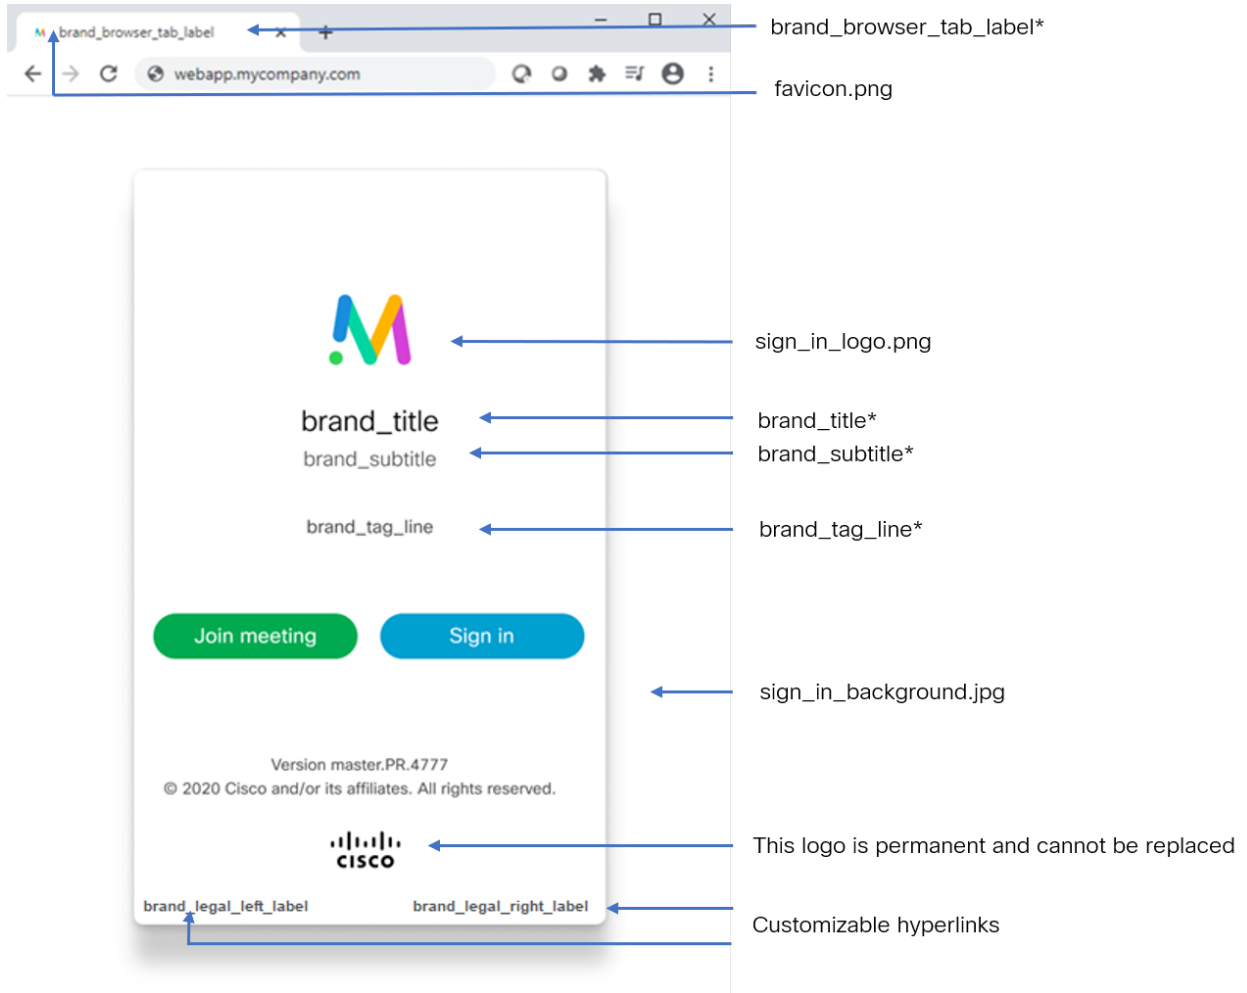 brand_browser_tab_label
brand_browser_tab_label*
webapp.mycompany.com
favicon.png
sign_in_logo.png
brand_title
brand_title*
brand_subtitle
brand_subtitle*
brand_tag_line
brand_tag_line*
Join meeting
Sign in
sign_in_background.jpg
Version master.PR.4777
© 2020 Cisco and/or its affiliates. All rights reserved.
CISCO
This logo is permanent and cannot be replaced
brand_legal_left_label
brand_legal_right_label
Customizable hyperlinks